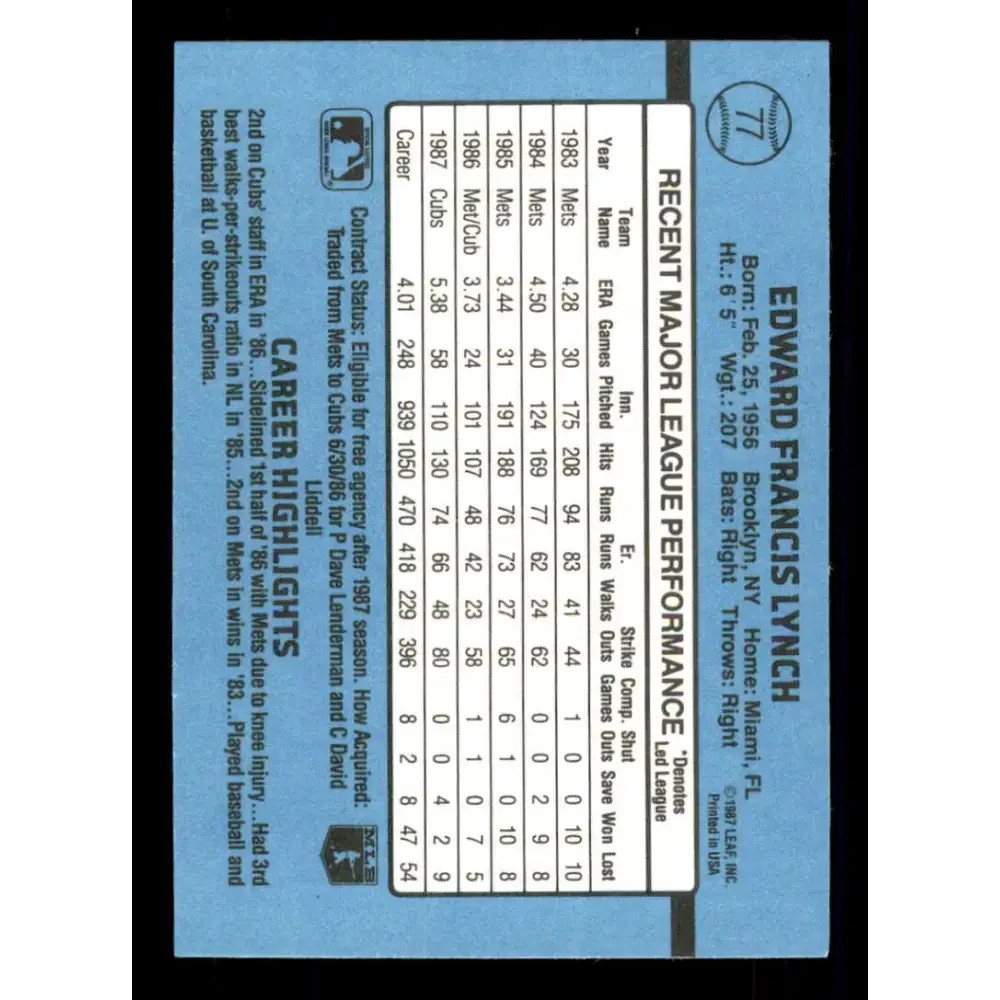 77
EDWARD FRANCIS LYNCH
Born: Feb. 25, 1956 Brooklyn, NY Home: Miami, FL
Ht.: 6'5" Wgt.: 207 Bats: Right Throws: Right
©1987 LEAF, INC.
Printed in USA
RECENT MAJOR LEAGUE PERFORMANCE
*Denotes
Led League
Team Inn. Er. Strike Comp. Shut
Year Name ERA Games Pitched Hits Runs Runs Walks Outs Games Outs Save Won Lost
1983 Mets 4.28 30 175 208 94 83 41 44 1 0 0 10 10
1984 Mets 4.50 40 124 169 77 62 24 62 0 0 2 9 8
1985 Mets 3.44 31 191 188 76 73 27 65 6 1 0 10 8
1986 Met/Cub 3.73 24 101 107 48 42 23 58 1 1 0 7 5
1987 Cubs 5.38 58 110 130 74 66 48 80 0 0 4 2 9
Career 4.01 248 939 1050 470 418 229 396 8 2 8 47 54
Contract Status: Eligible for free agency after 1987 season. How Acquired:
Traded from Mets to Cubs 6/30/86 for P Dave Lenderman and C David
Liddell
MLB
CAREER HIGHLIGHTS
2nd on Cubs' staff in ERA in '86...Sidelined 1st half of '86 with Mets due to knee injury...Had 3rd
best walks-per-strikeouts ratio in NL in '85...2nd on Mets in wins in '83...Played baseball and
basketball at U. of South Carolina.